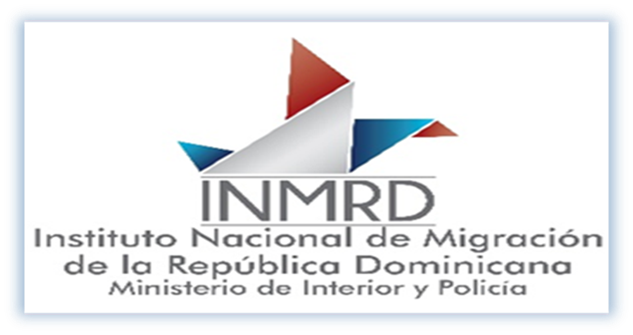 INMRD
Instituto Nacional de Migración
de la República Dominicana
Ministerio de Interior y Policía